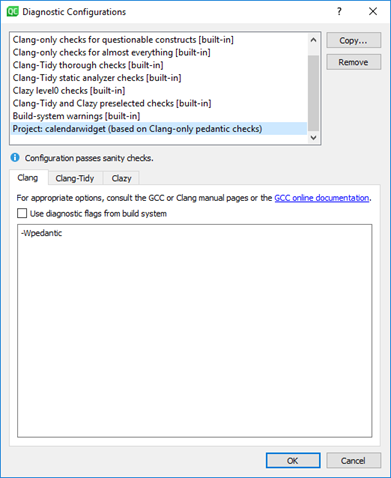 QC Diagnostic Configurations
Clang-only checks for questionable constructs [built-in]
Clang-only checks for almost everything [built-in]
Clang-Tidy thorough checks [built-in]
Clang-Tidy static analyzer checks [built-in]
Clazy level0 checks [built-in]
Clang-Tidy and Clazy preselected checks [built-in]
Build-system warnings [built-in]
Project: calendarwidget (based on Clang-only pedantic checks)
Copy...
Remove
Configuration passes sanity checks.
Clang Clang-Tidy Clazy
For appropriate options, consult the GCC or Clang manual pages or the GCC online documentation.
Use diagnostic flags from build system
-Wpedantic
OK Cancel